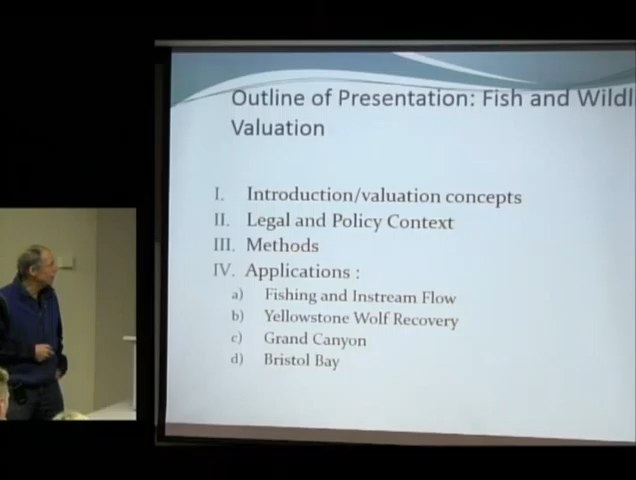 Outline of Presentation: Fish and Wildl
Valuation
I. Introduction/valuation concepts
II. Legal and Policy Context
III. Methods
IV. Applications :
a) Fishing and Instream Flow
b) Yellowstone Wolf Recovery
c) Grand Canyon
d) Bristol Bay